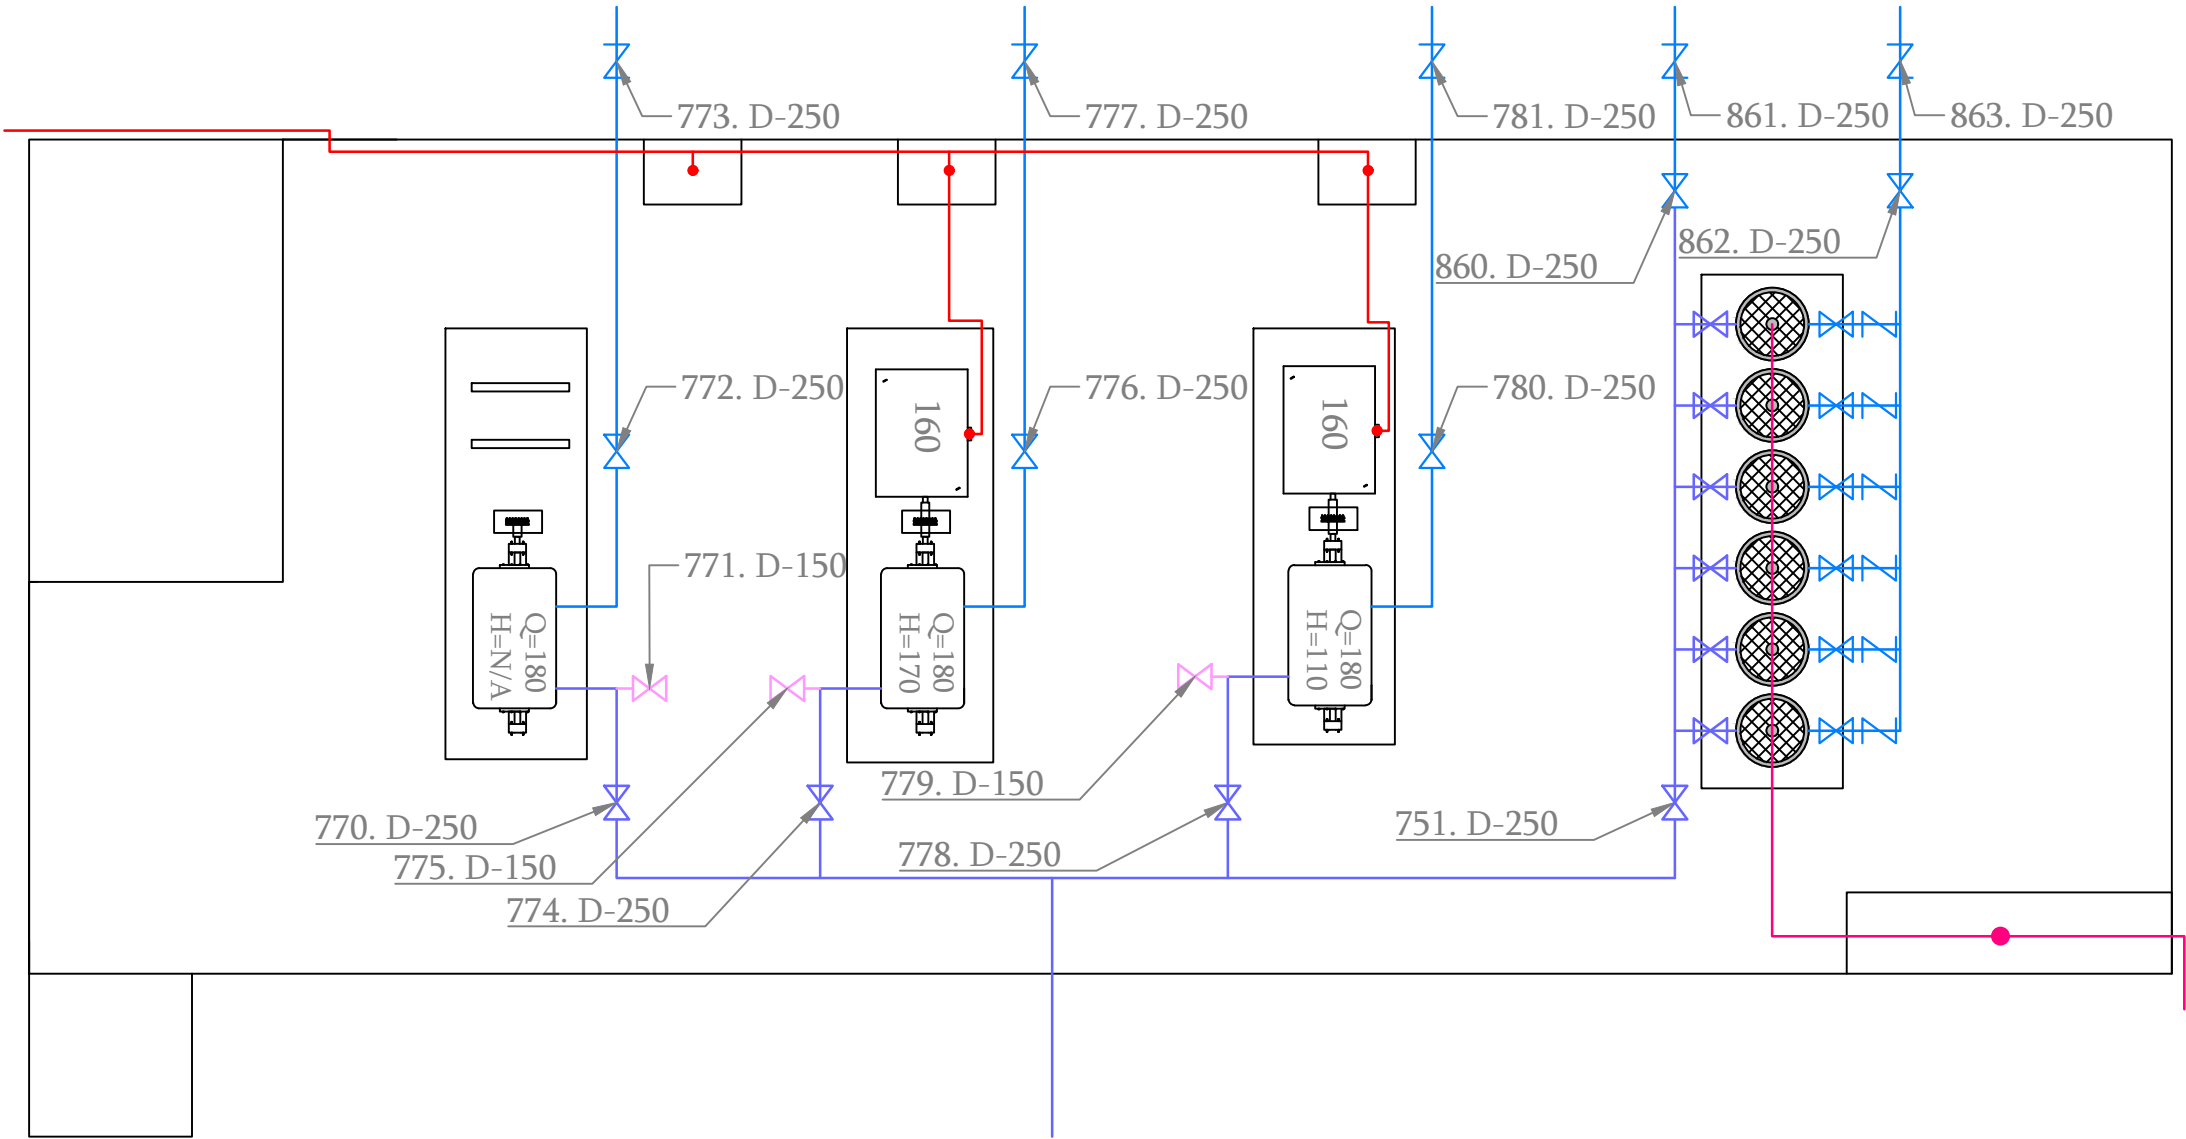 773. D-250
777. D-250
781. D-250
861. D-250
863. D-250
862. D-250
860. D-250
772. D-250
776. D-250
780. D-250
160
160
771. D-150
Q=180
H=N/A
Q=180
H=170
Q=180
H=110
779. D-150
770. D-250
751. D-250
778. D-250
775. D-150
774. D-250